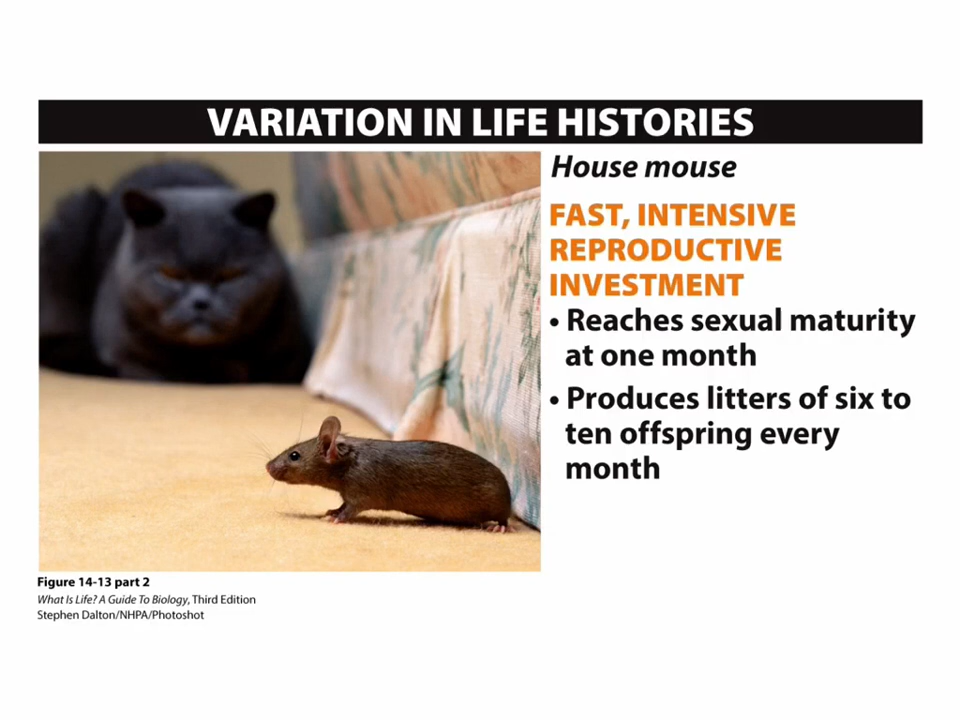 VARIATION IN LIFE HISTORIES
House mouse
FAST, INTENSIVE
REPRODUCTIVE
INVESTMENT
• Reaches sexual maturity
at one month
• Produces litters of six to
ten offspring every
month
Figure 14-13 part 2
What Is Life? A Guide To Biology, Third Edition
Stephen Dalton/NHPA/Photoshot